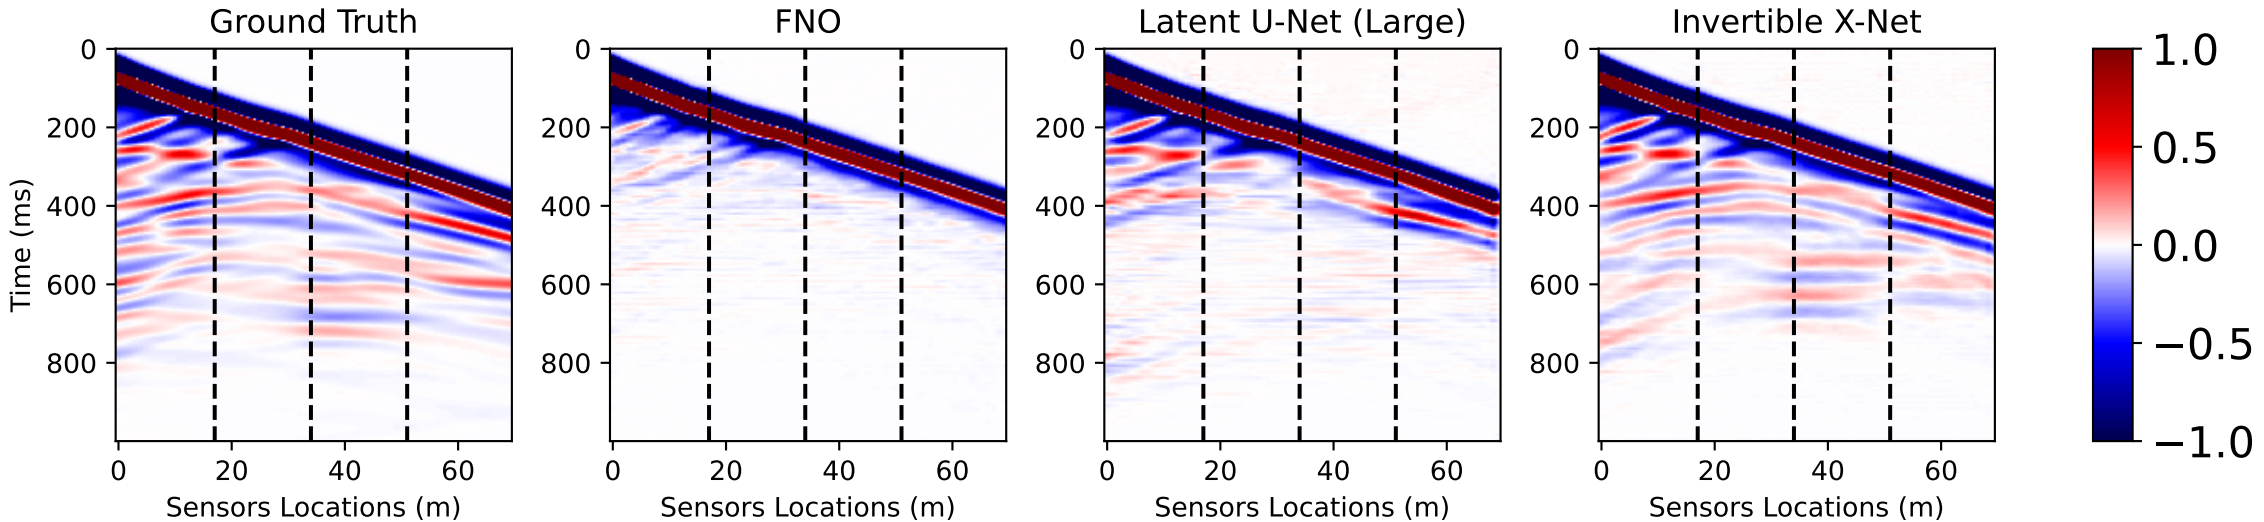 Ground Truth
FNO
Latent U-Net (Large)
Invertible X-Net
0
200
400
600
800
Time (ms)
0 20 40 60
Sensors Locations (m)
0
200
400
600
800
0 20 40 60
Sensors Locations (m)
0
200
400
600
800
0 20 40 60
Sensors Locations (m)
0
200
400
600
800
0 20 40 60
Sensors Locations (m)
1.0
0.5
0.0
−0.5
−1.0